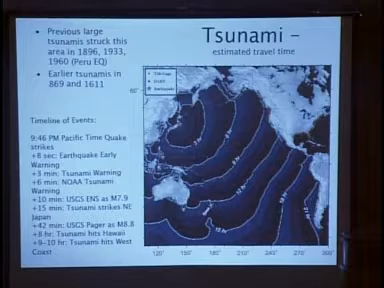 • Previous large
tsunamis struck this
area in 1896, 1933,
1960 (Peru EQ)
• Earlier tsunamis in
869 and 1611
Timeline of Events:
9:46 PM Pacific Time Quake
strikes
+8 sec: Earthquake Early
Warning
+3 min: Tsunami Warning
+6 min: NOAA Tsunami
Warning
+10 min: USGS ENS as M7.9
+15 min: Tsunami strikes NE
Japan
+42 min: USGS Pager as M8.8
+8 hr: Tsunami hits Hawaii
+9-10 hr: Tsunami hits West
Coast
Tsunami -
estimated travel time
60°
120° 150° 180° 210° 240° 270° 300°